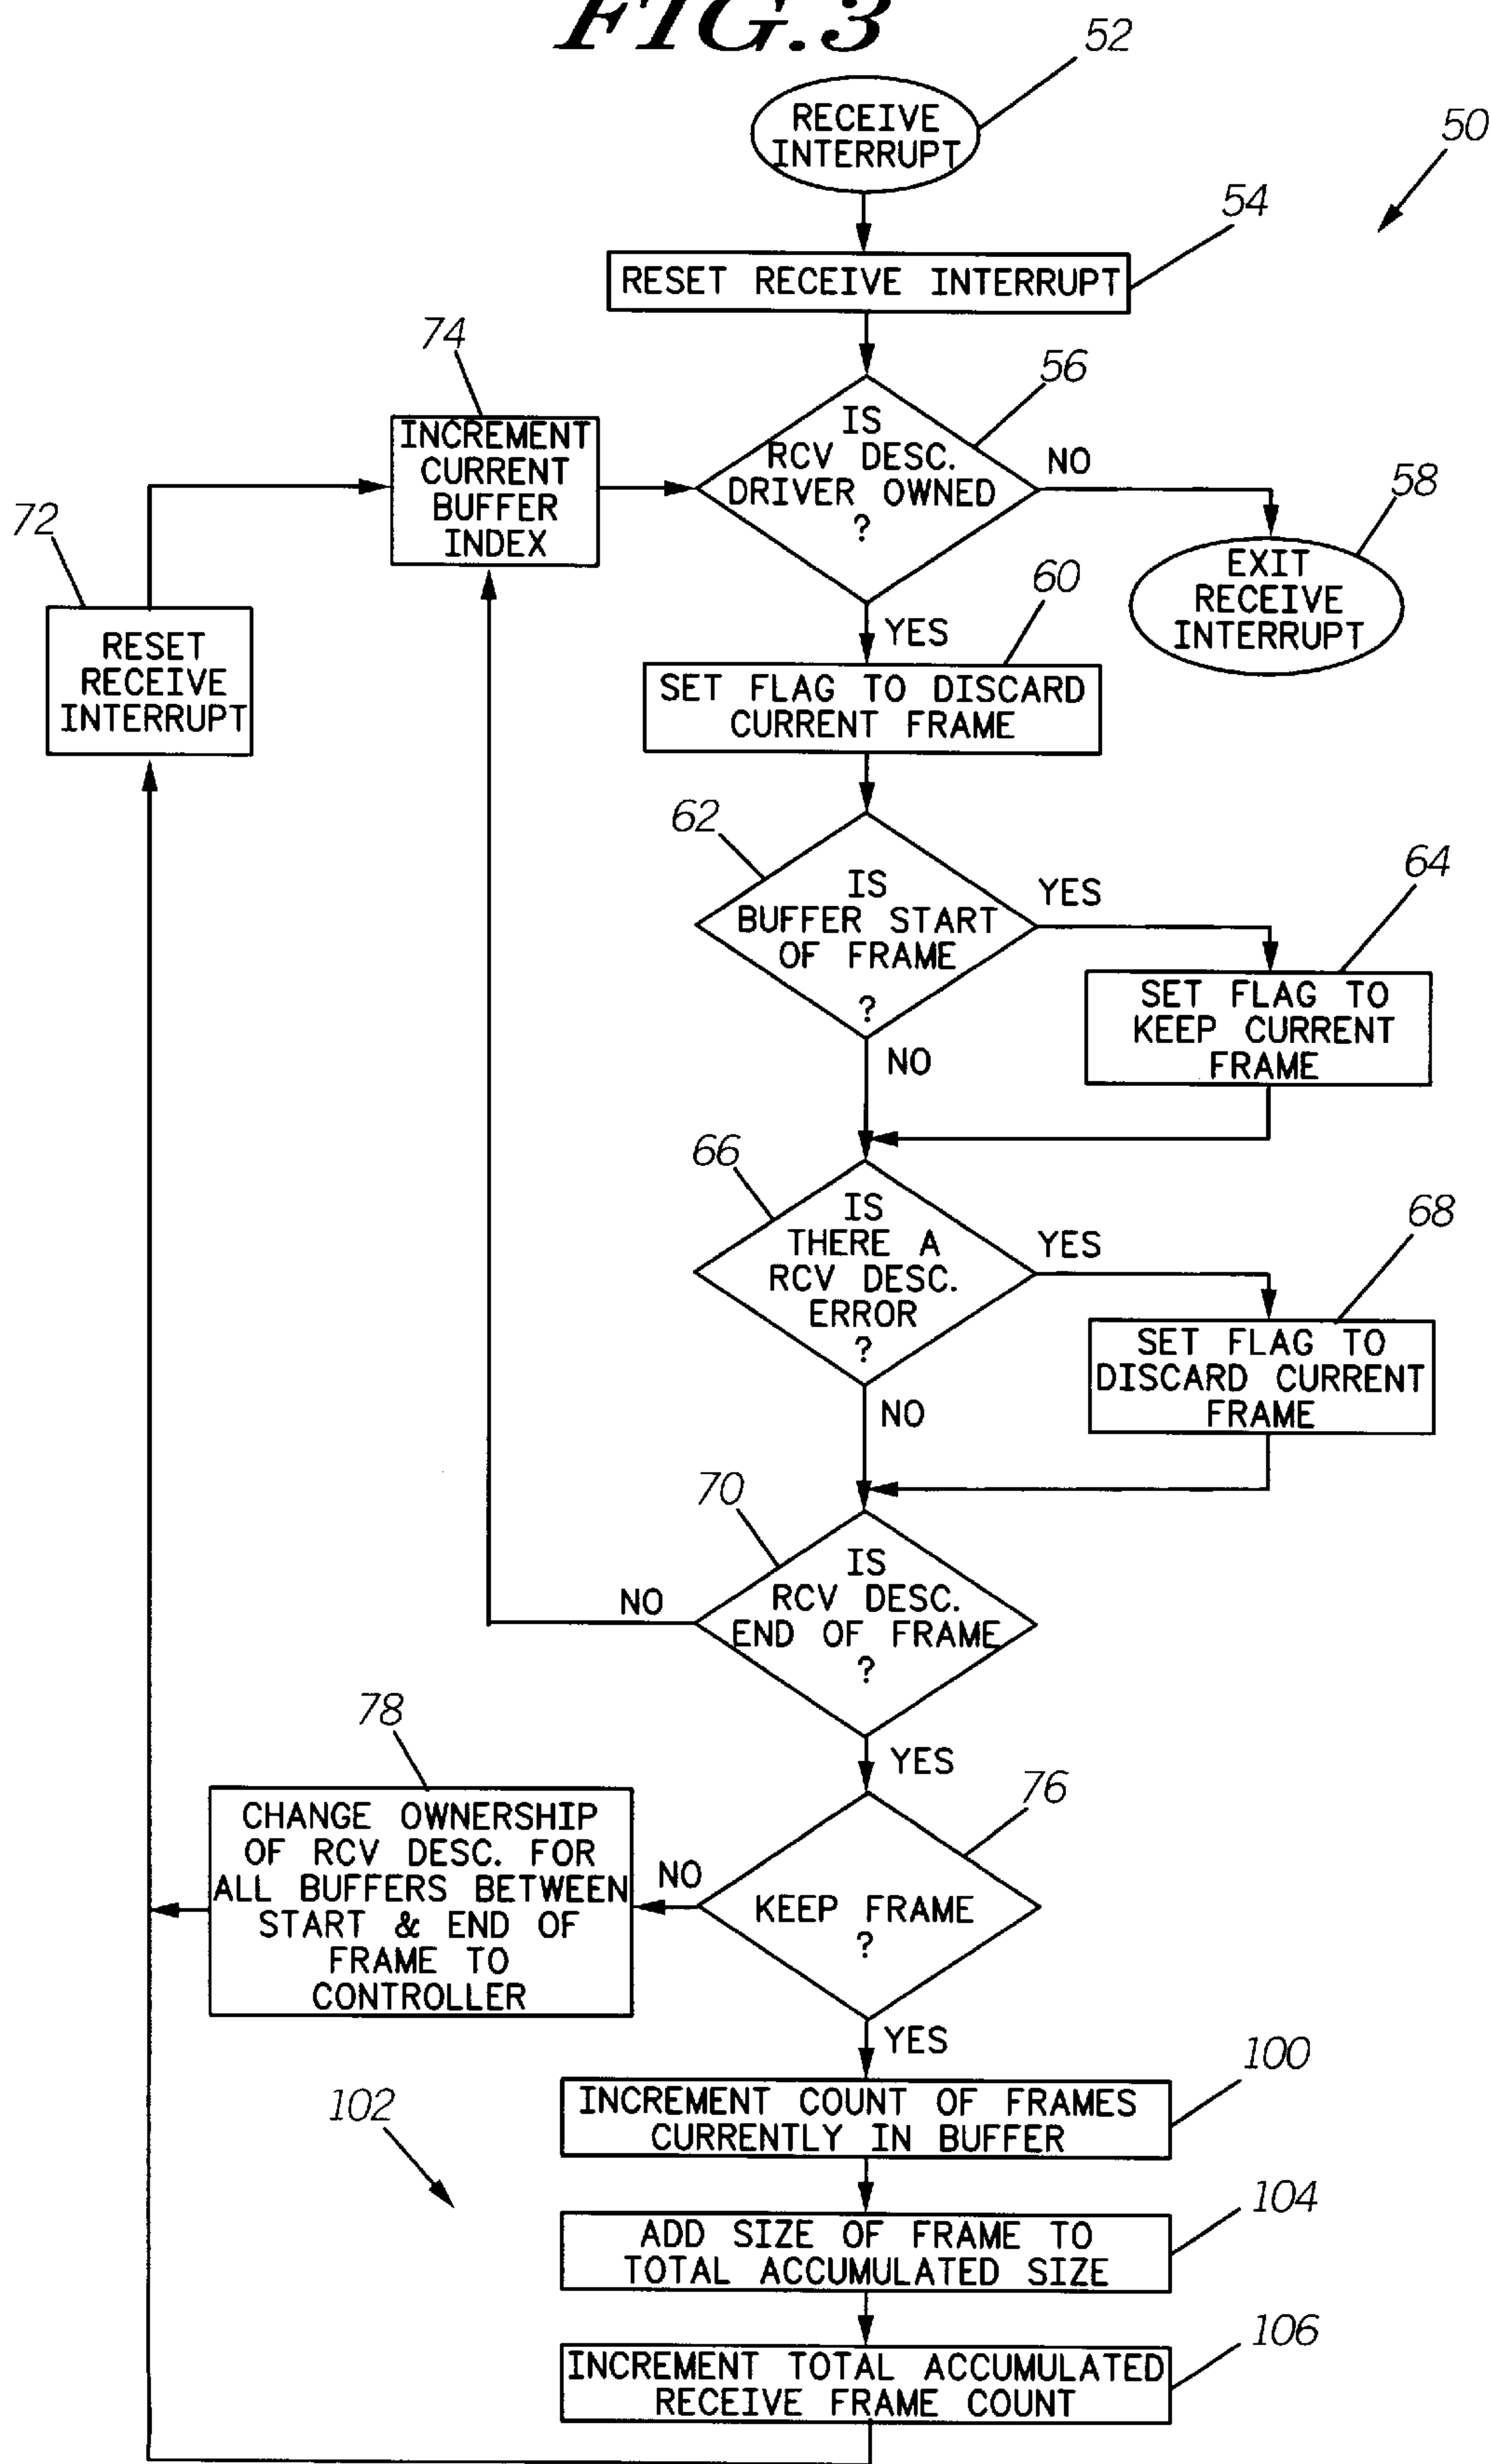 FIG.3
52
RECEIVE
INTERRUPT
50
54
RESET RECEIVE INTERRUPT
74
56
INCREMENT
CURRENT
BUFFER
INDEX
IS
RCV DESC.
DRIVER OWNED
?
NO
58
72
EXIT
RECEIVE
INTERRUPT
60
YES
RESET
RECEIVE
INTERRUPT
SET FLAG TO DISCARD
CURRENT FRAME
62
IS
BUFFER START
OF FRAME
?
YES
64
SET FLAG TO
KEEP CURRENT
FRAME
NO
66
IS
THERE A
RCV DESC.
ERROR
?
YES
68
SET FLAG TO
DISCARD CURRENT
FRAME
NO
70
IS
RCV DESC.
END OF FRAME
?
NO
YES
78
76
CHANGE OWNERSHIP
OF RCV DESC. FOR
ALL BUFFERS BETWEEN
START & END OF
FRAME TO
CONTROLLER
NO
KEEP FRAME
?
YES
100
102
INCREMENT COUNT OF FRAMES
CURRENTLY IN BUFFER
104
ADD SIZE OF FRAME TO
TOTAL ACCUMULATED SIZE
106
INCREMENT TOTAL ACCUMULATED
RECEIVE FRAME COUNT